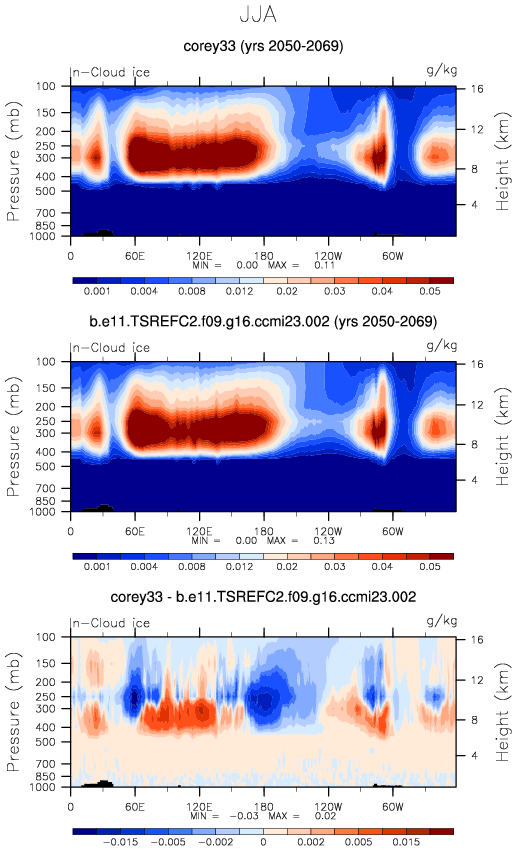 JJA
corey33 (yrs 2050-2069)
In-Cloud ice g/kg
Pressure (mb)
100
150
200
250
300
400
500
700
850
1000
Height (km)
16
12
8
4
0 60E 120E 180 120W 60W
MIN = 0.00 MAX = 0.11
0.001 0.004 0.008 0.012 0.02 0.03 0.04 0.05
b.e11.TSREFC2.f09.g16.ccmi23.002 (yrs 2050-2069)
In-Cloud ice g/kg
Pressure (mb)
100
150
200
250
300
400
500
700
850
1000
Height (km)
16
12
8
4
0 60E 120E 180 120W 60W
MIN = 0.00 MAX = 0.13
0.001 0.004 0.008 0.012 0.02 0.03 0.04 0.05
corey33 - b.e11.TSREFC2.f09.g16.ccmi23.002
In-Cloud ice g/kg
Pressure (mb)
100
150
200
250
300
400
500
700
850
1000
Height (km)
16
12
8
4
0 60E 120E 180 120W 60W
MIN = -0.03 MAX = 0.02
-0.015 -0.005 -0.002 0 0.002 0.005 0.015